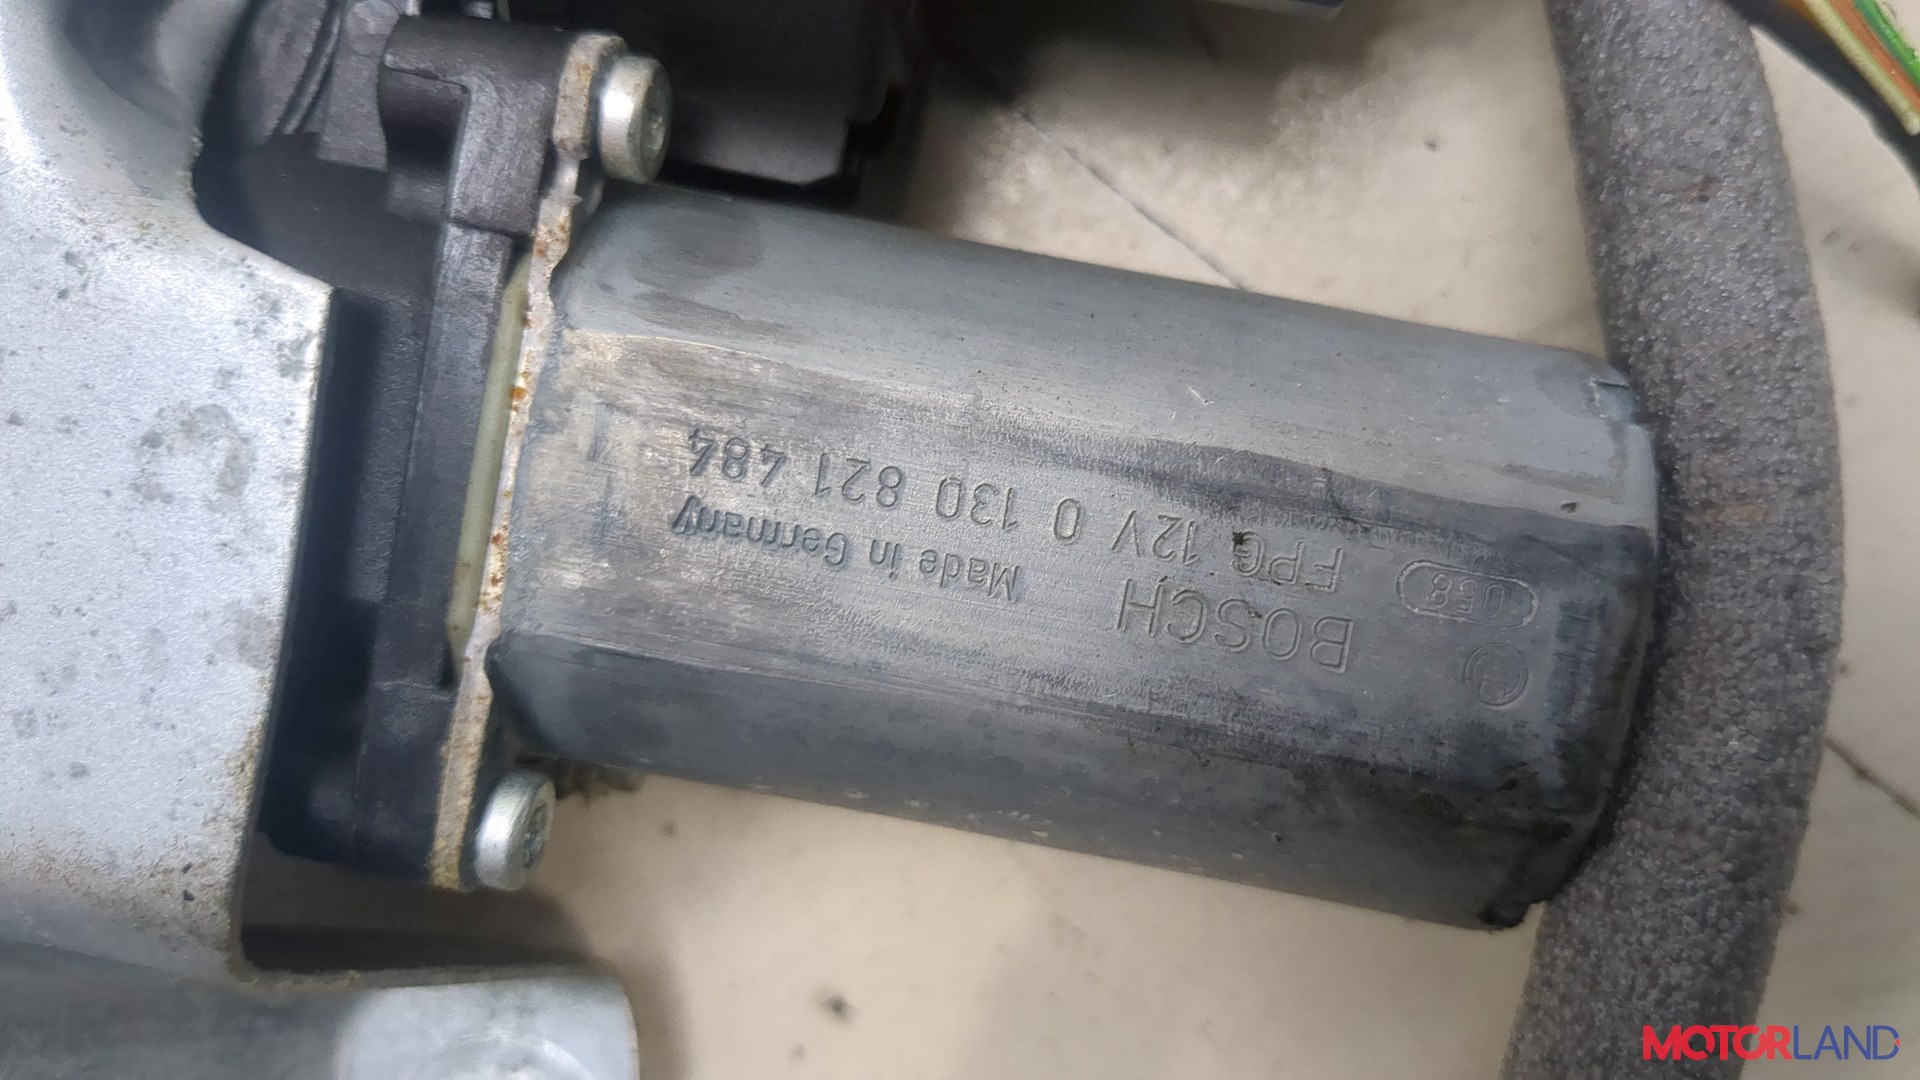 BOSCH
058
FPG 12V 0 130 821 484
Made in Germany
MOTORLAND